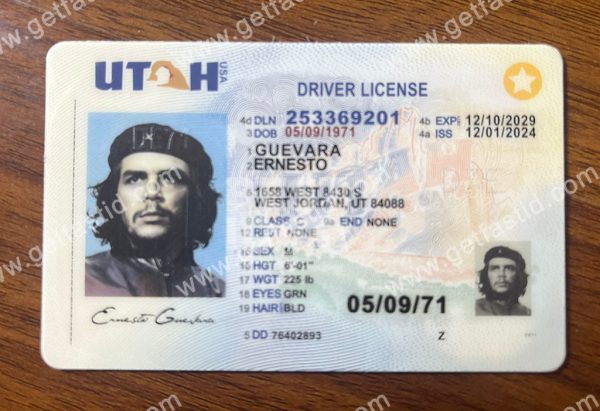 UTAH USA
DRIVER LICENSE
4d DLN 253369201 4b EXP 12/10/2029
3 DOB 05/09/1971 4a ISS 12/01/2024
1 GUEVARA
2 ERNESTO
8 1658 WEST 8430 S
WEST JORDAN, UT 84088
9 CLASS C 9a END NONE
12 REST NONE
15 SEX M
16 HGT 6'-01"
17 WGT 225 lb
18 EYES GRN
19 HAIR BLD
05/09/71
Ernesto Guevara
5 DD 76402893
Z